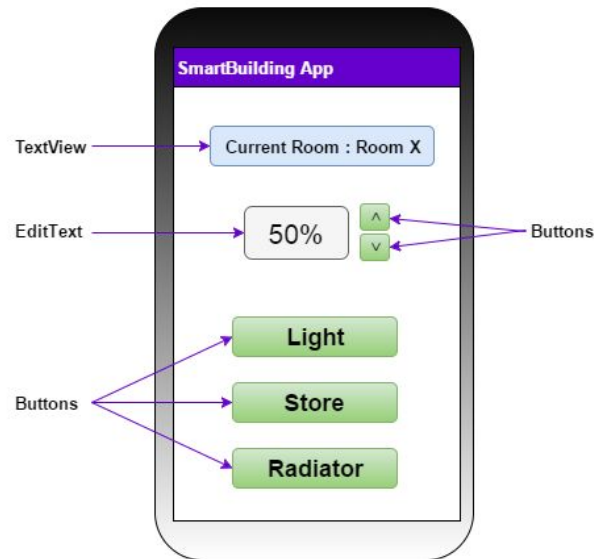 SmartBuilding App
TextView
Current Room : Room X
EditText
50%
^
v
Buttons
Light
Buttons
Store
Radiator